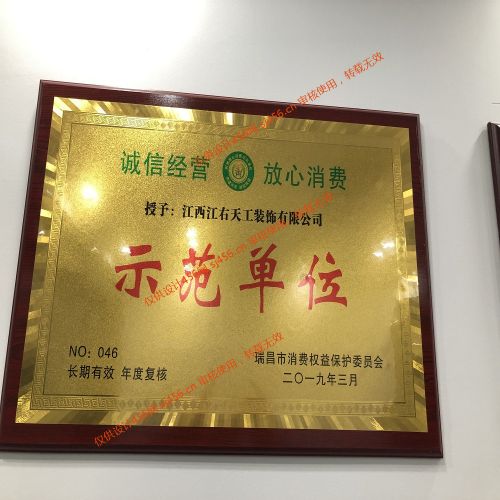 诚信经营 放心消费
授予：江西江右天工装饰有限公司
示范单位
NO：046
长期有效 年度复核
瑞昌市消费权益保护委员会
二〇一九年三月